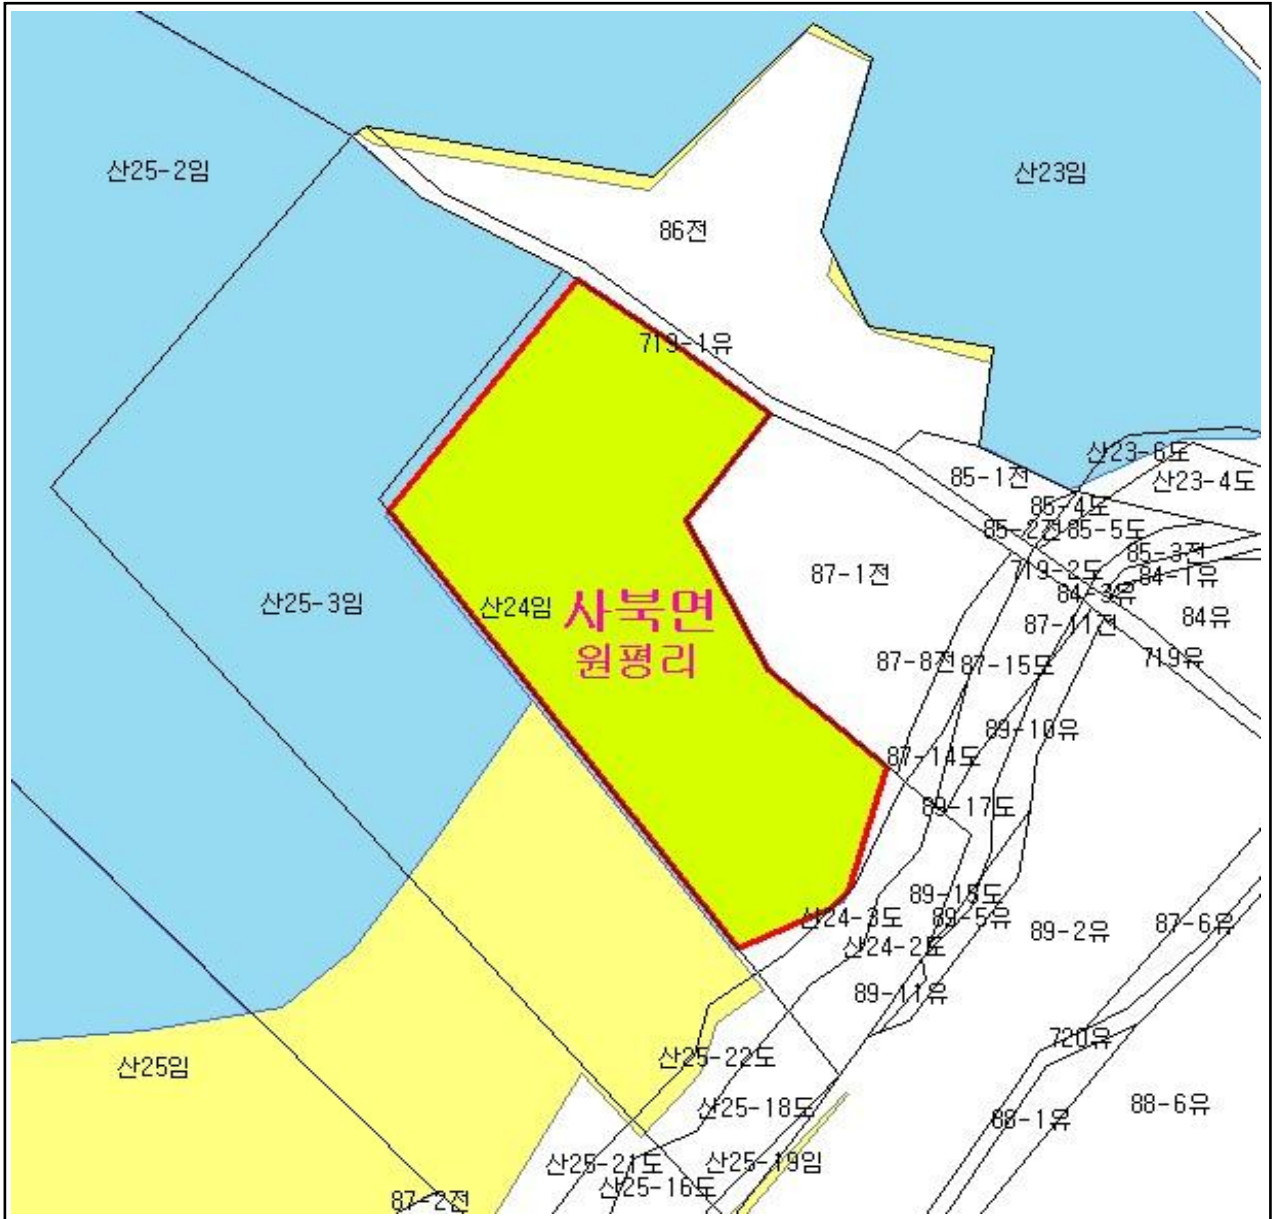 산25-2임
산23임
86전
719-1유
산23-6도
85-1전
산23-4도
85-4도
85-2전
85-5도
85-3전
719-2도
84-1유
87-1전
84-3유
산25-3임
산24임
사북면
84유
87-11전
원평리
87-8전
87-15도
719유
89-10유
87-14도
89-17도
89-15도
산24-3도
89-5유
87-6유
89-2유
산24-2도
89-11유
720유
산25임
산25-22도
산25-18도
88-6유
88-1유
산25-21도
산25-19임
산25-16도
87-2전